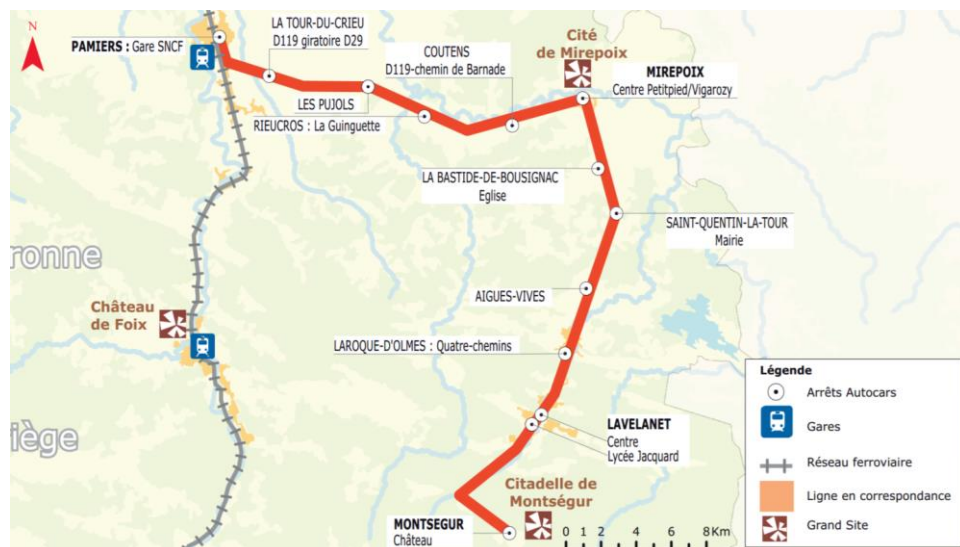 N
PAMIERS : Gare SNCF
LA TOUR-DU-CRIEU
D119 giratoire D29
LES PUJOLS
RIEUCROS : La Guinguette
COUTENS
D119-chemin de Barnade
Cité
de Mirepoix
MIREPOIX
Centre Petitpied/Vigarozy
LA BASTIDE-DE-BOUSIGNAC
Eglise
SAINT-QUENTIN-LA-TOUR
Mairie
ronne
AIGUES-VIVES
Château
de Foix
LAROQUE-D'OLMES : Quatre-chemins
iège
LAVELANET
Centre
Lycée Jacquard
Citadelle de
Montségur
MONTSEGUR
Château
0 1 2 4 6 8 Km
Légende
Arrêts Autocars
Gares
Réseau ferroviaire
Ligne en correspondance
Grand Site